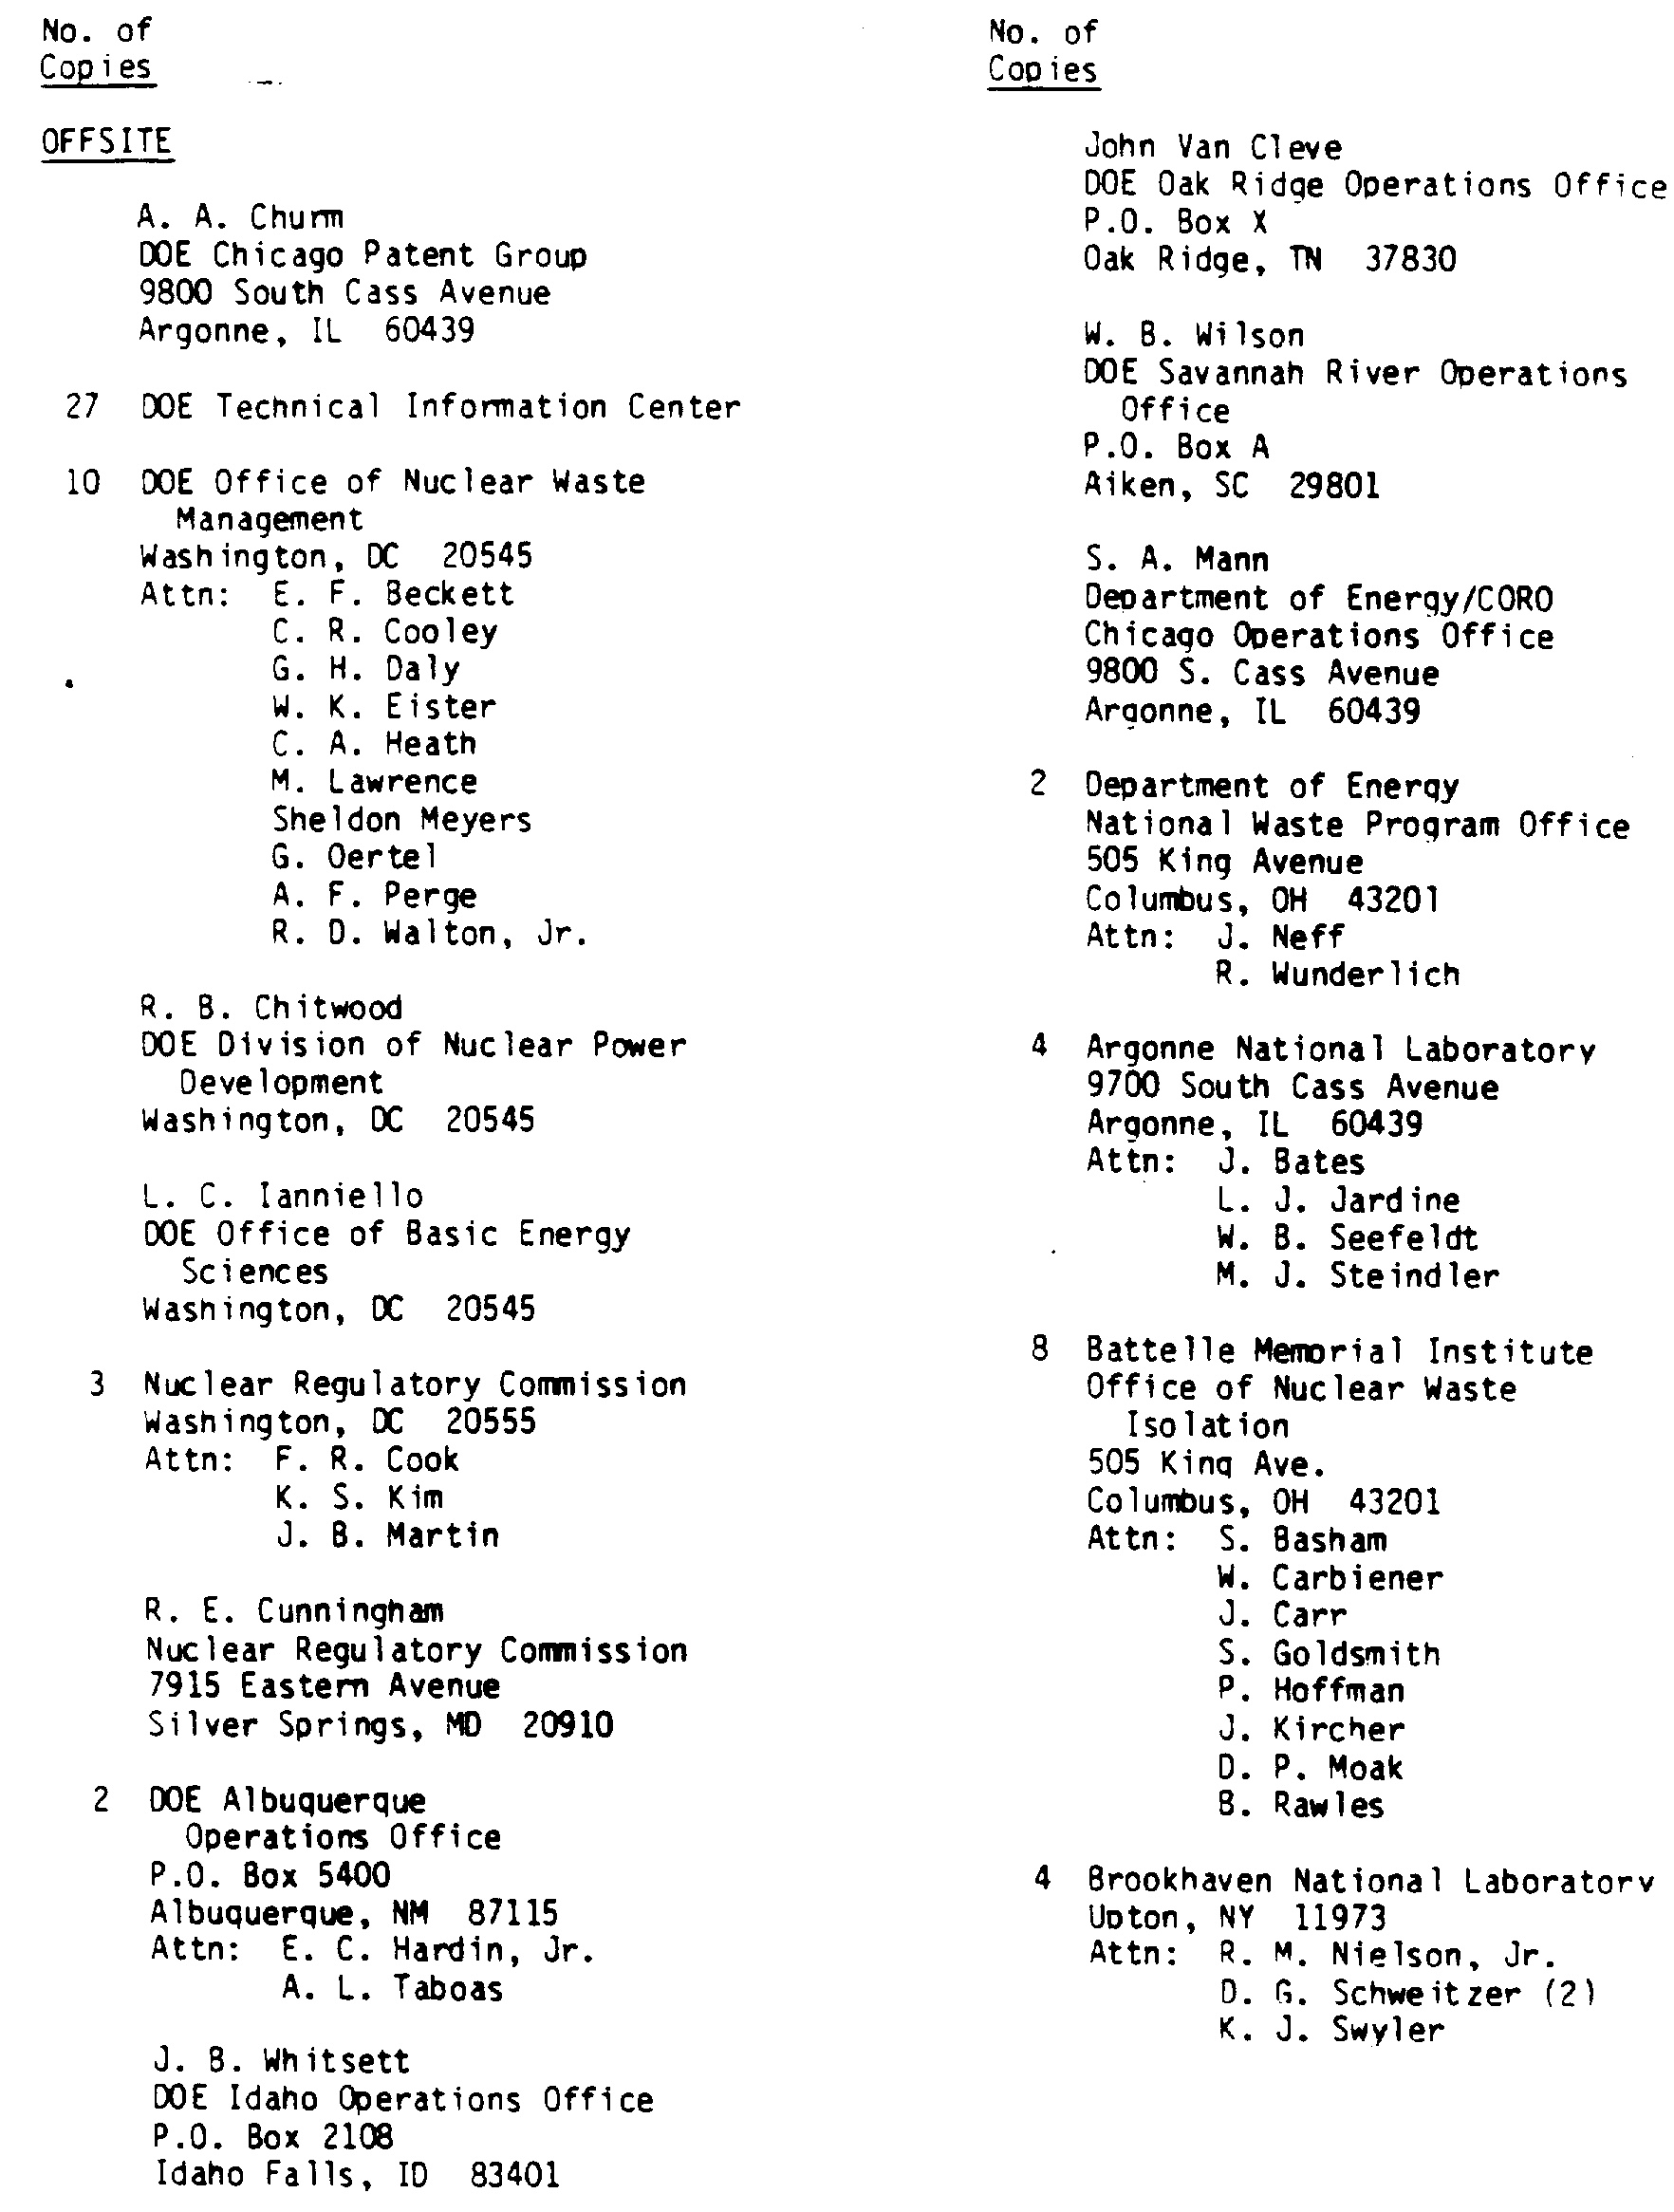 No. of
Copies
OFFSITE
A. A. Churm
DOE Chicago Patent Group
9800 South Cass Avenue
Argonne, IL 60439
27 DOE Technical Information Center
10 DOE Office of Nuclear Waste
Management
Washington, DC 20545
Attn: E. F. Beckett
C. R. Cooley
G. H. Daly
W. K. Eister
C. A. Heath
M. Lawrence
Sheldon Meyers
G. Oertel
A. F. Perge
R. D. Walton, Jr.
R. B. Chitwood
DOE Division of Nuclear Power
Development
Washington, DC 20545
L. C. Ianniello
DOE Office of Basic Energy
Sciences
Washington, DC 20545
3 Nuclear Regulatory Commission
Washington, DC 20555
Attn: F. R. Cook
K. S. Kim
J. B. Martin
R. E. Cunningham
Nuclear Regulatory Commission
7915 Eastern Avenue
Silver Springs, MD 20910
2 DOE Albuquerque
Operations Office
P.O. Box 5400
Albuquerque, NM 87115
Attn: E. C. Hardin, Jr.
A. L. Taboas
J. B. Whitsett
DOE Idaho Operations Office
P.O. Box 2108
Idaho Falls, ID 83401
No. of
Copies
John Van Cleve
DOE Oak Ridge Operations Office
P.O. Box X
Oak Ridge, TN 37830
W. B. Wilson
DOE Savannah River Operations
Office
P.O. Box A
Aiken, SC 29801
S. A. Mann
Department of Energy/CORO
Chicago Operations Office
9800 S. Cass Avenue
Argonne, IL 60439
2 Department of Energy
National Waste Program Office
505 King Avenue
Columbus, OH 43201
Attn: J. Neff
R. Wunderlich
4 Argonne National Laboratory
9700 South Cass Avenue
Argonne, IL 60439
Attn: J. Bates
L. J. Jardine
W. B. Seefeldt
M. J. Steindler
8 Battelle Memorial Institute
Office of Nuclear Waste
Isolation
505 King Ave.
Columbus, OH 43201
Attn: S. Basham
W. Carbiener
J. Carr
S. Goldsmith
P. Hoffman
J. Kircher
D. P. Moak
B. Rawles
4 Brookhaven National Laboratory
Upton, NY 11973
Attn: R. M. Nielson, Jr.
D. G. Schweitzer (2)
K. J. Swyler